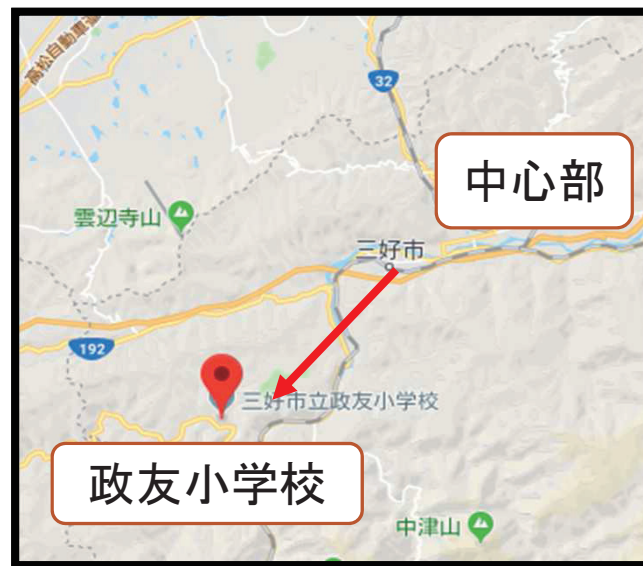 高松自動車道
32
中心部
雲辺寺山
三好市
192
三好市立政友小学校
政友小学校
中津山